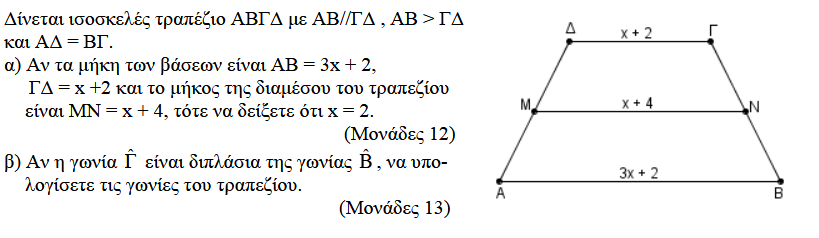 Δίνεται ισοσκελές τραπέζιο ΑΒΓΔ με ΑΒ//ΓΔ , ΑΒ > ΓΔ
και ΑΔ = ΒΓ.
α) Αν τα μήκη των βάσεων είναι ΑΒ = 3x + 2,
ΓΔ = x +2 και το μήκος της διαμέσου του τραπεζίου
είναι ΜΝ = x + 4, τότε να δείξετε ότι x = 2.
(Μονάδες 12)
β) Αν η γωνία Γ̂ είναι διπλάσια της γωνίας Β̂ , να υπο-
λογίσετε τις γωνίες του τραπεζίου.
(Μονάδες 13)
Δ x + 2 Γ
Μ x + 4 Ν
3x + 2
Α Β